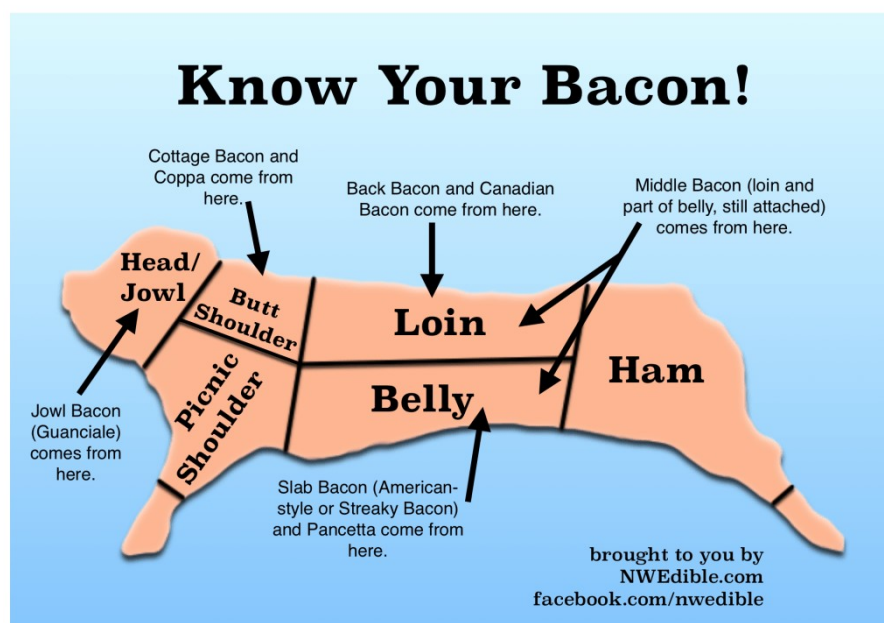 Know Your Bacon!
Cottage Bacon and
Coppa come from
here.
Back Bacon and Canadian
Bacon come from here.
Middle Bacon (loin and
part of belly, still attached)
comes from here.
Head/
Jowl
Butt
Shoulder
Loin
Picnic
Shoulder
Belly
Ham
Jowl Bacon
(Guanciale)
comes from
here.
Slab Bacon (American-
style or Streaky Bacon)
and Pancetta come from
here.
brought to you by
NWEdible.com
facebook.com/nwedible